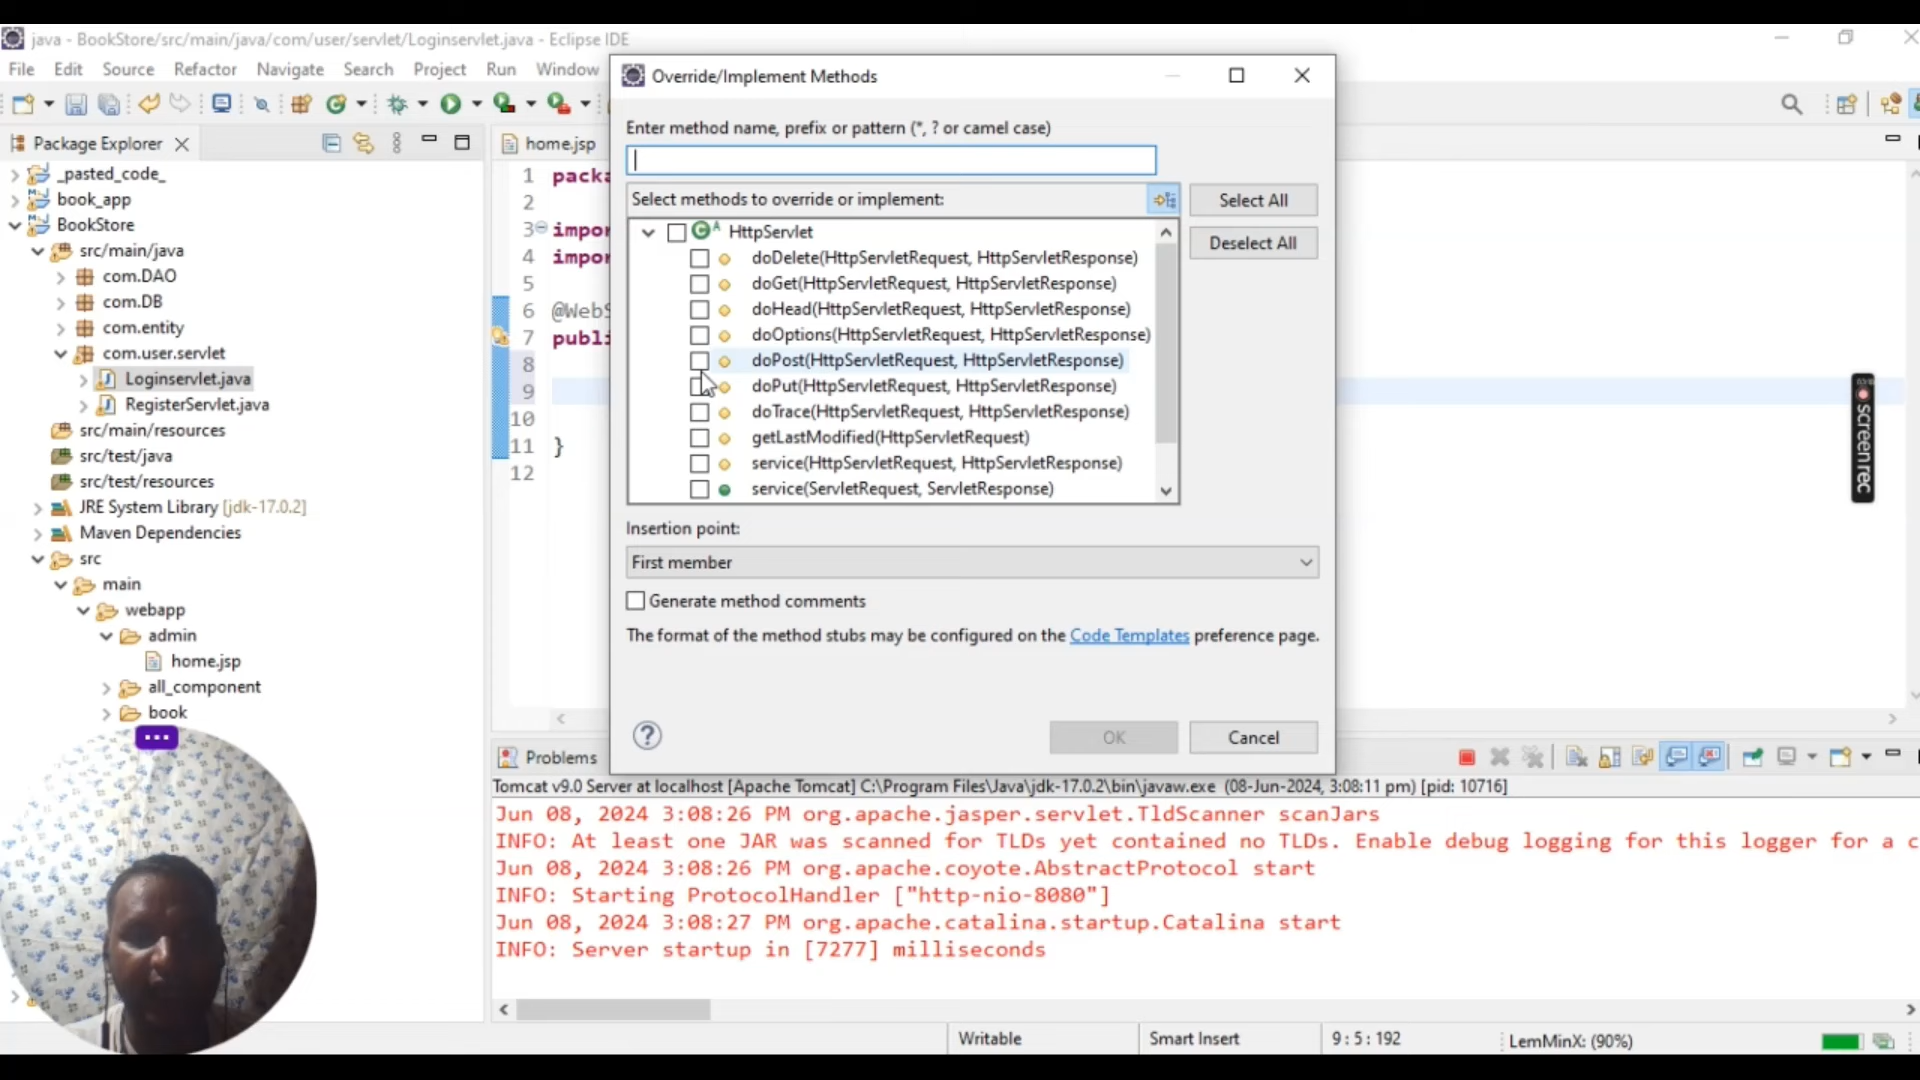 java - BookStore/src/main/java/com/user/servlet/Loginservlet.java - Eclipse IDE
File Edit Source Refactor Navigate Search Project Run Window
Package Explorer
_pasted_code_
book_app
BookStore
src/main/java
com.DAO
com.DB
com.entity
com.user.servlet
Loginservlet.java
RegisterServlet.java
src/main/resources
src/test/java
src/test/resources
JRE System Library [jdk-17.0.2]
Maven Dependencies
src
main
webapp
admin
home.jsp
all_component
book
home.jsp
1 packa
2
3 impor
4 impor
5
6 @WebS
7 publi
8
9
10
11 }
12
Override/Implement Methods
Enter method name, prefix or pattern (*, ? or camel case)
Select methods to override or implement:
Select All
Deselect All
HttpServlet
doDelete(HttpServletRequest, HttpServletResponse)
doGet(HttpServletRequest, HttpServletResponse)
doHead(HttpServletRequest, HttpServletResponse)
doOptions(HttpServletRequest, HttpServletResponse)
doPost(HttpServletRequest, HttpServletResponse)
doPut(HttpServletRequest, HttpServletResponse)
doTrace(HttpServletRequest, HttpServletResponse)
getLastModified(HttpServletRequest)
service(HttpServletRequest, HttpServletResponse)
service(ServletRequest, ServletResponse)
Insertion point:
First member
Generate method comments
The format of the method stubs may be configured on the Code Templates preference page.
OK
Cancel
screenrec
Problems
Tomcat v9.0 Server at localhost [Apache Tomcat] C:\Program Files\Java\jdk-17.0.2\bin\javaw.exe (08-Jun-2024, 3:08:11 pm) [pid: 10716]
Jun 08, 2024 3:08:26 PM org.apache.jasper.servlet.TldScanner scanJars
INFO: At least one JAR was scanned for TLDs yet contained no TLDs. Enable debug logging for this logger for a c
Jun 08, 2024 3:08:26 PM org.apache.coyote.AbstractProtocol start
INFO: Starting ProtocolHandler ["http-nio-8080"]
Jun 08, 2024 3:08:27 PM org.apache.catalina.startup.Catalina start
INFO: Server startup in [7277] milliseconds
Writable
Smart Insert
9 : 5 : 192
LemMinX: (90%)